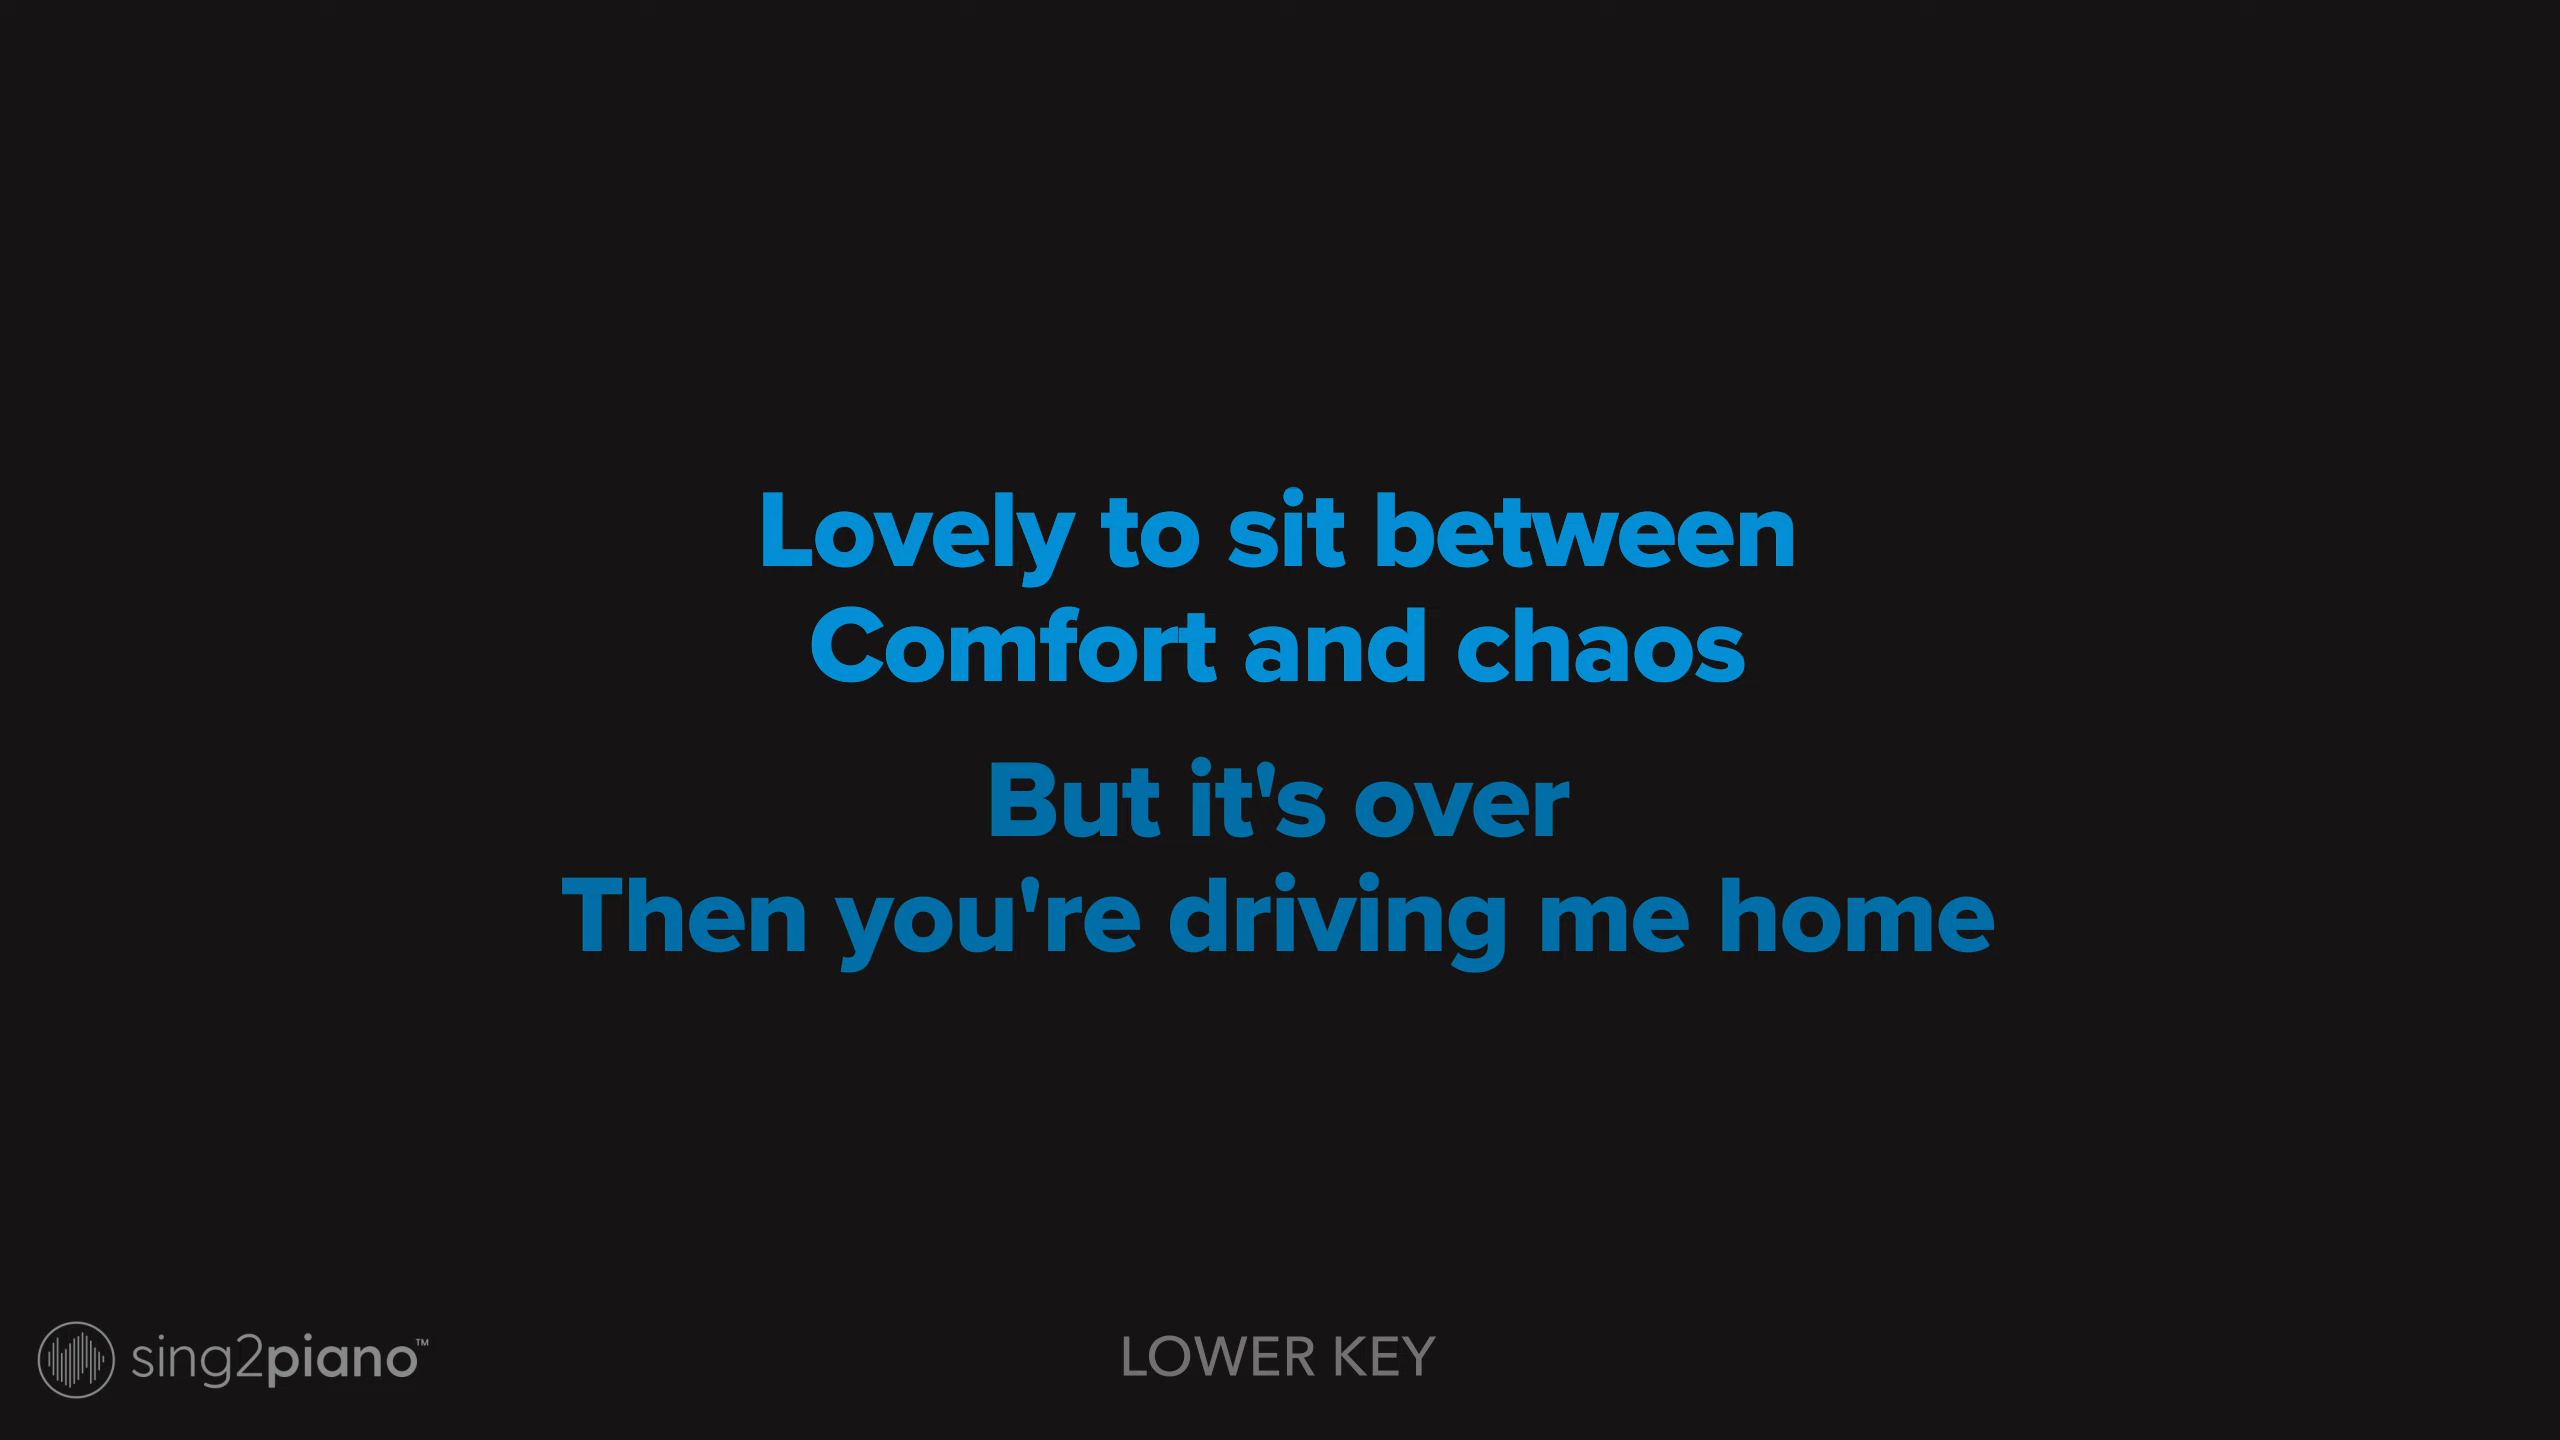 Lovely to sit between
Comfort and chaos
But it's over
Then you're driving me home
sing2piano™
LOWER KEY